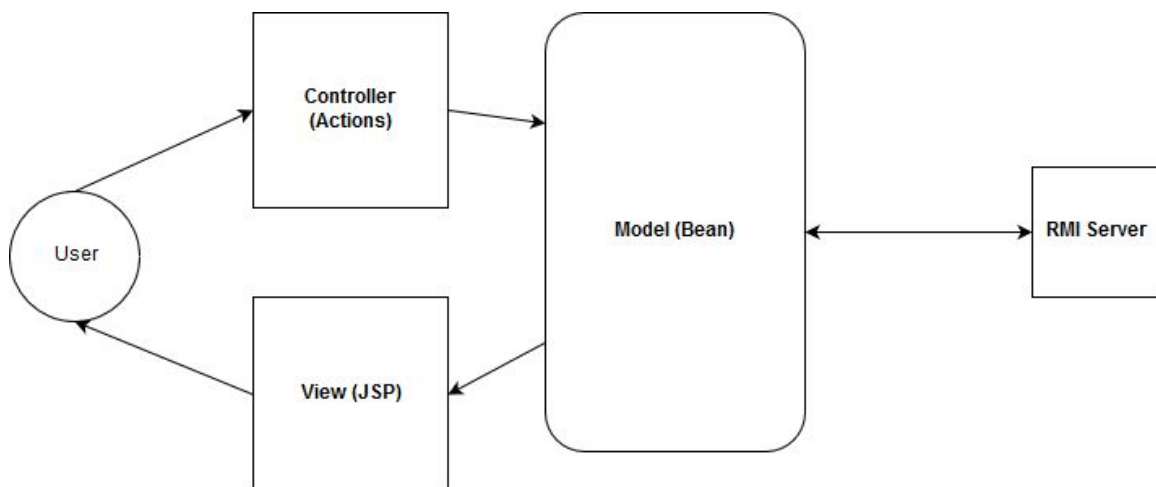 Controller
(Actions)
User
Model (Bean)
RMI Server
View (JSP)